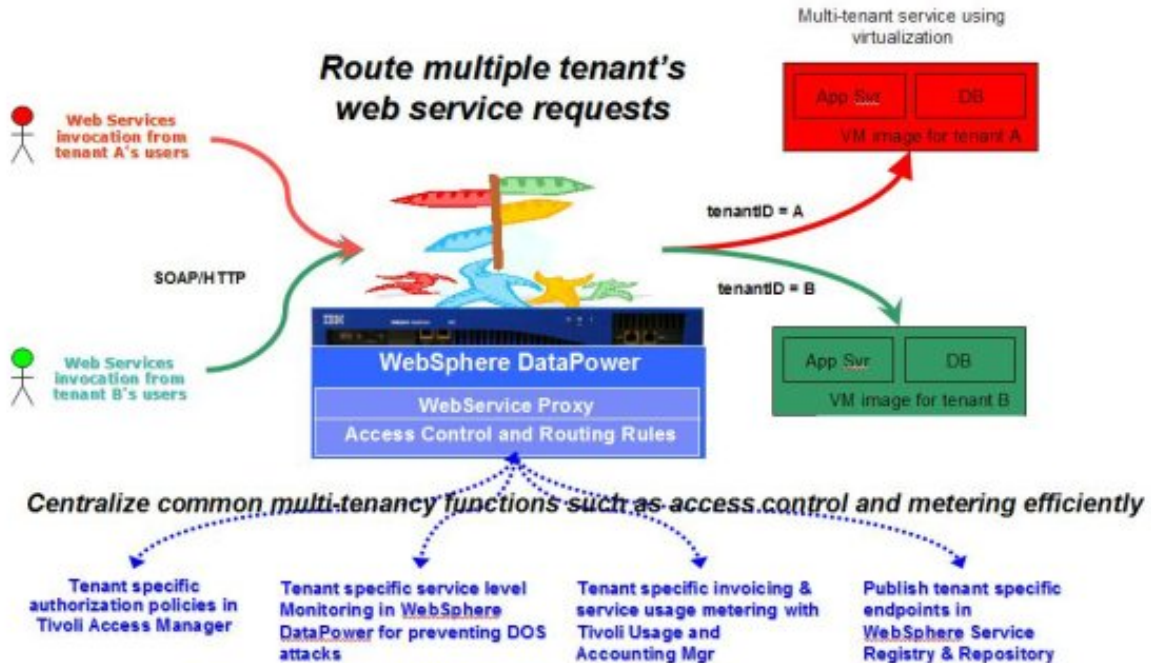 Multi-tenant service using
virtualization
Route multiple tenant's
web service requests
App Svr
DB
VM image for tenant A
Web Services
invocation from
tenant A's users
tenantID = A
SOAP/HTTP
tenantID = B
Web Services
invocation from
tenant B's users
IBM
WebSphere DataPower
WebService Proxy
Access Control and Routing Rules
App Svr
DB
VM image for tenant B
Centralize common multi-tenancy functions such as access control and metering efficiently
Tenant specific
authorization policies in
Tivoli Access Manager
Tenant specific service level
Monitoring in WebSphere
DataPower for preventing DOS
attacks
Tenant specific invoicing &
service usage metering with
Tivoli Usage and
Accounting Mgr
Publish tenant specific
endpoints in
WebSphere Service
Registry & Repository